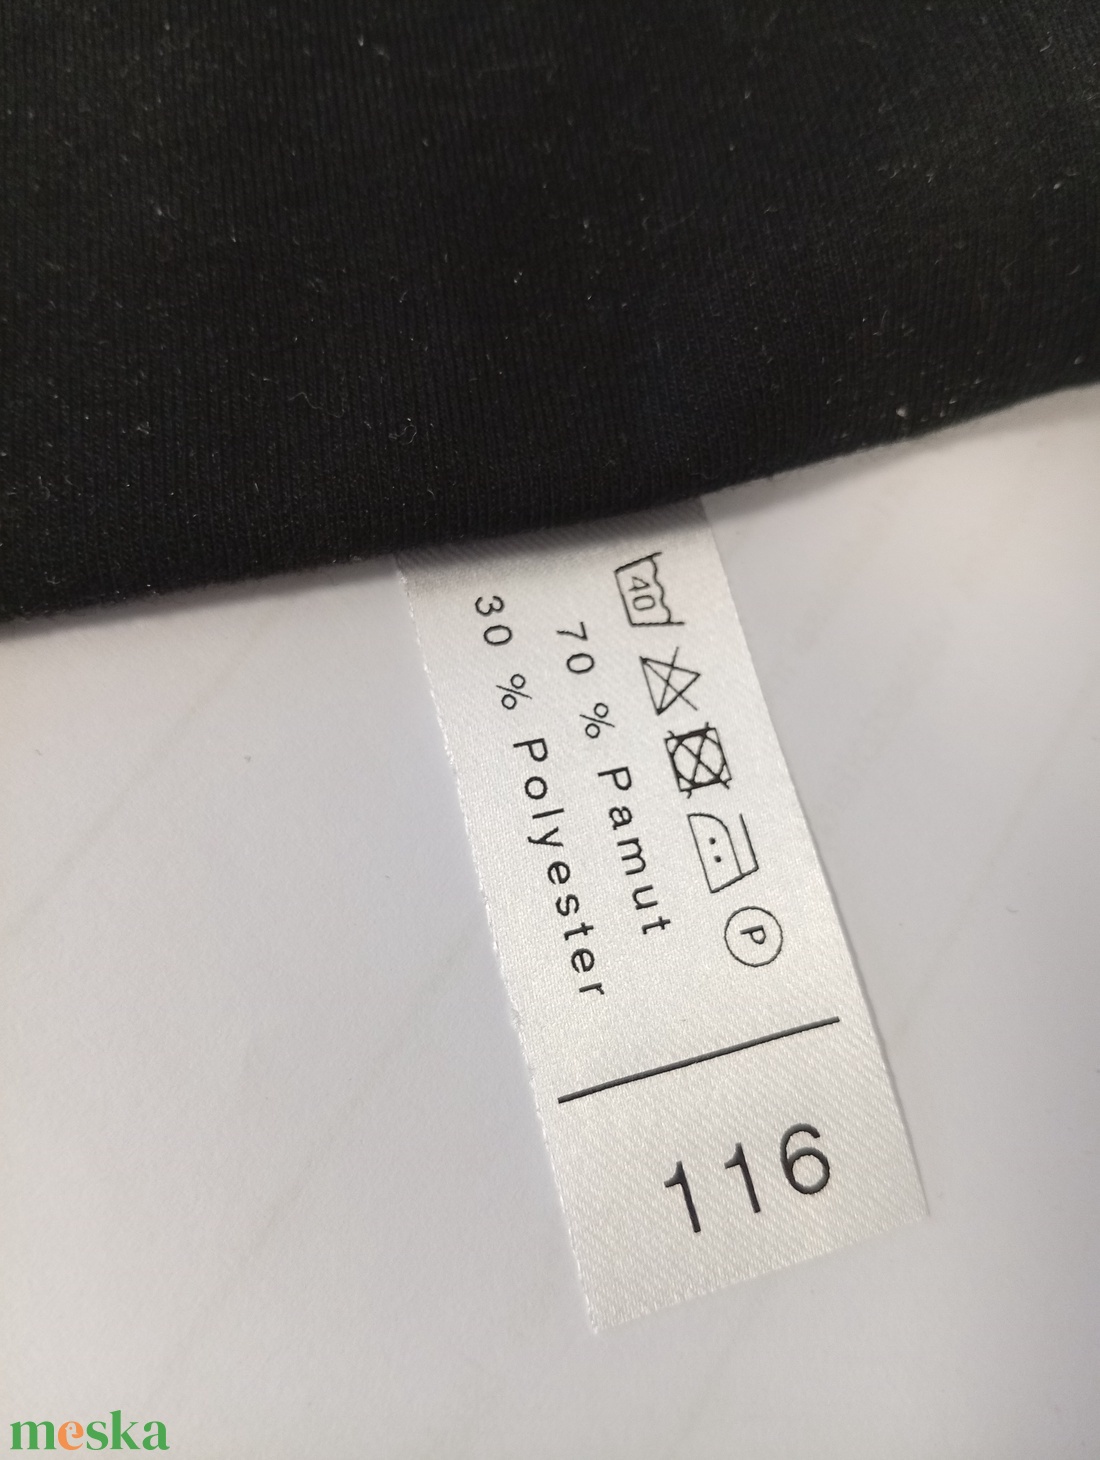 40
P
70 % Pamut
30 % Polyester
116
meska